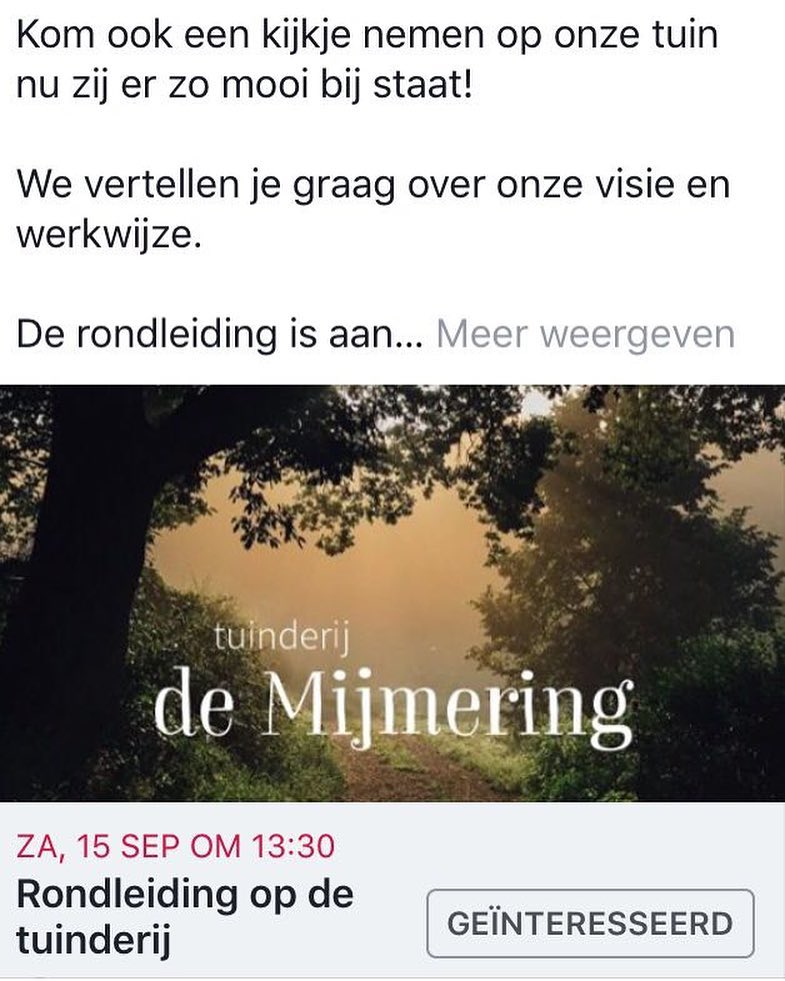 Kom ook een kijkje nemen op onze tuin
nu zij er zo mooi bij staat!
We vertellen je graag over onze visie en
werkwijze.
De rondleiding is aan... Meer weergeven
tuinderij
de Mijmering
ZA, 15 SEP OM 13:30
Rondleiding op de
tuinderij
GEÏNTERESSEERD